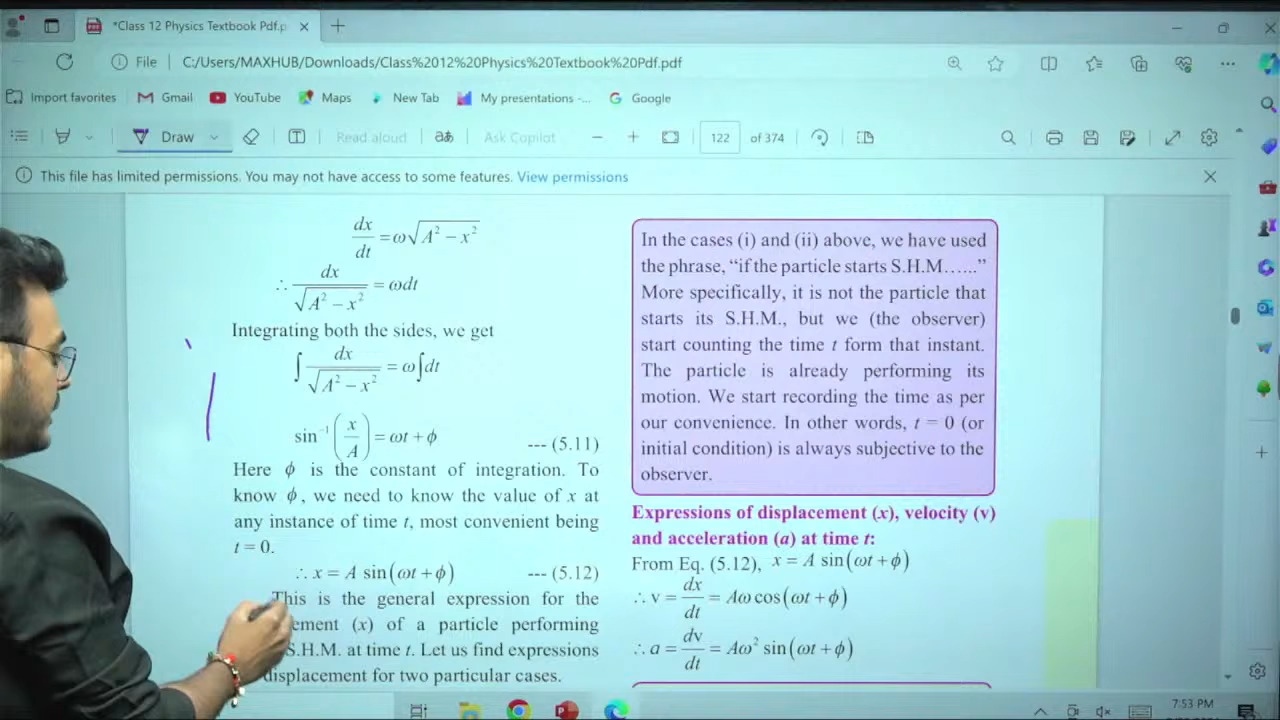 *Class 12 Physics Textbook Pdf.p
File
C:/Users/MAXHUB/Downloads/Class%2012%20Physics%20Textbook%20Pdf.pdf
Import favorites
Gmail
YouTube
Maps
New Tab
My presentations -...
Google
Draw
Read aloud
aあ
Ask Copilot
122
of 374
This file has limited permissions. You may not have access to some features. View permissions
dx/dt = ω√(A² − x²)
∴ dx/√(A² − x²) = ωdt
Integrating both the sides, we get
∫ dx/√(A² − x²) = ω∫dt
sin⁻¹(x/A) = ωt + ϕ --- (5.11)
Here ϕ is the constant of integration. To
know ϕ, we need to know the value of x at
any instance of time t, most convenient being
t = 0.
∴ x = A sin(ωt + ϕ) --- (5.12)
This is the general expression for the
ement (x) of a particle performing
S.H.M. at time t. Let us find expressions
displacement for two particular cases.
In the cases (i) and (ii) above, we have used
the phrase, “if the particle starts S.H.M......”
More specifically, it is not the particle that
starts its S.H.M., but we (the observer)
start counting the time t form that instant.
The particle is already performing its
motion. We start recording the time as per
our convenience. In other words, t = 0 (or
initial condition) is always subjective to the
observer.
Expressions of displacement (x), velocity (v)
and acceleration (a) at time t:
From Eq. (5.12), x = A sin(ωt + ϕ)
∴ v = dx/dt = Aω cos(ωt + ϕ)
∴ a = dv/dt = Aω² sin(ωt + ϕ)
7:53 PM